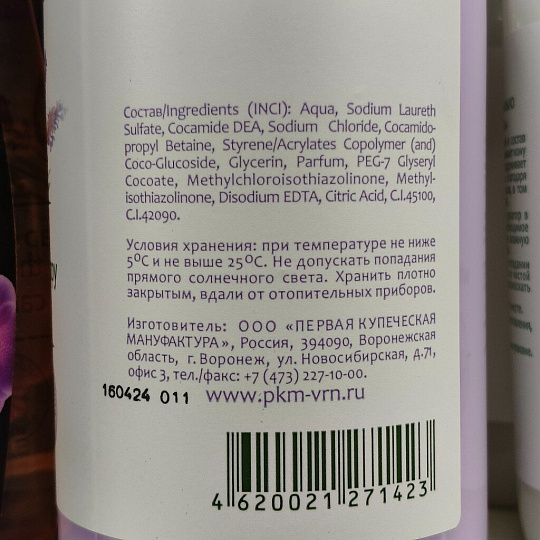 Состав/Ingredients (INCI): Aqua, Sodium Laureth
Sulfate, Cocamide DEA, Sodium Chloride, Cocamido-
propyl Betaine, Styrene/Acrylates Copolymer (and)
Coco-Glucoside, Glycerin, Parfum, PEG-7 Glyseryl
Cocoate, Methylchloroisothiazolinone, Methyl-
isothiazolinone, Disodium EDTA, Citric Acid, C.I.45100,
C.I.42090.
Условия хранения: при температуре не ниже
5ºС и не выше 25ºС. Не допускать попадания
прямого солнечного света. Хранить плотно
закрытым, вдали от отопительных приборов.
Изготовитель: ООО «ПЕРВАЯ КУПЕЧЕСКАЯ
МАНУФАКТУРА», Россия, 394090, Воронежская
область, г. Воронеж, ул. Новосибирская, д.71,
офис 3, тел./факс: +7 (473) 227-10-00.
160424 011 www.pkm-vrn.ru
4 620021 271423